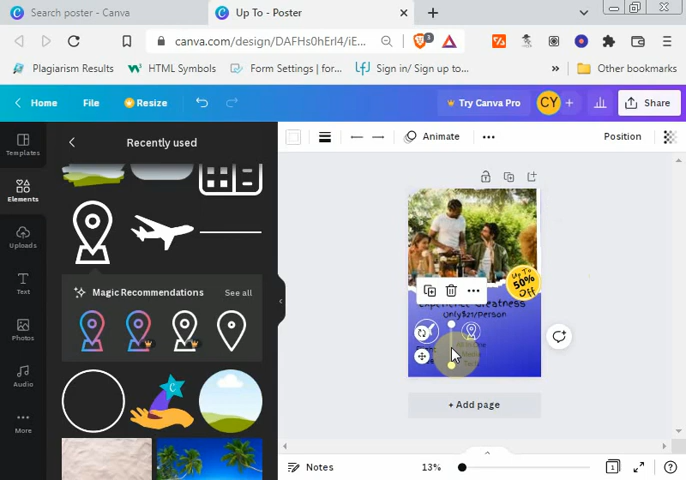 Search poster - Canva
Up To - Poster
canva.com/design/DAFHs0hErl4/iE...
3
Plagiarism Results
HTML Symbols
Form Settings | for...
Sign in/ Sign up to...
»
Other bookmarks
Home
File
Resize
Try Canva Pro
CY
Share
Templates
Elements
Uploads
Text
Photos
Audio
More
Recently used
Magic Recommendations
See all
Animate
Position
Up To
50%
Off
Experience Greatness
Only$21/Person
+ Add page
Notes
13%
1